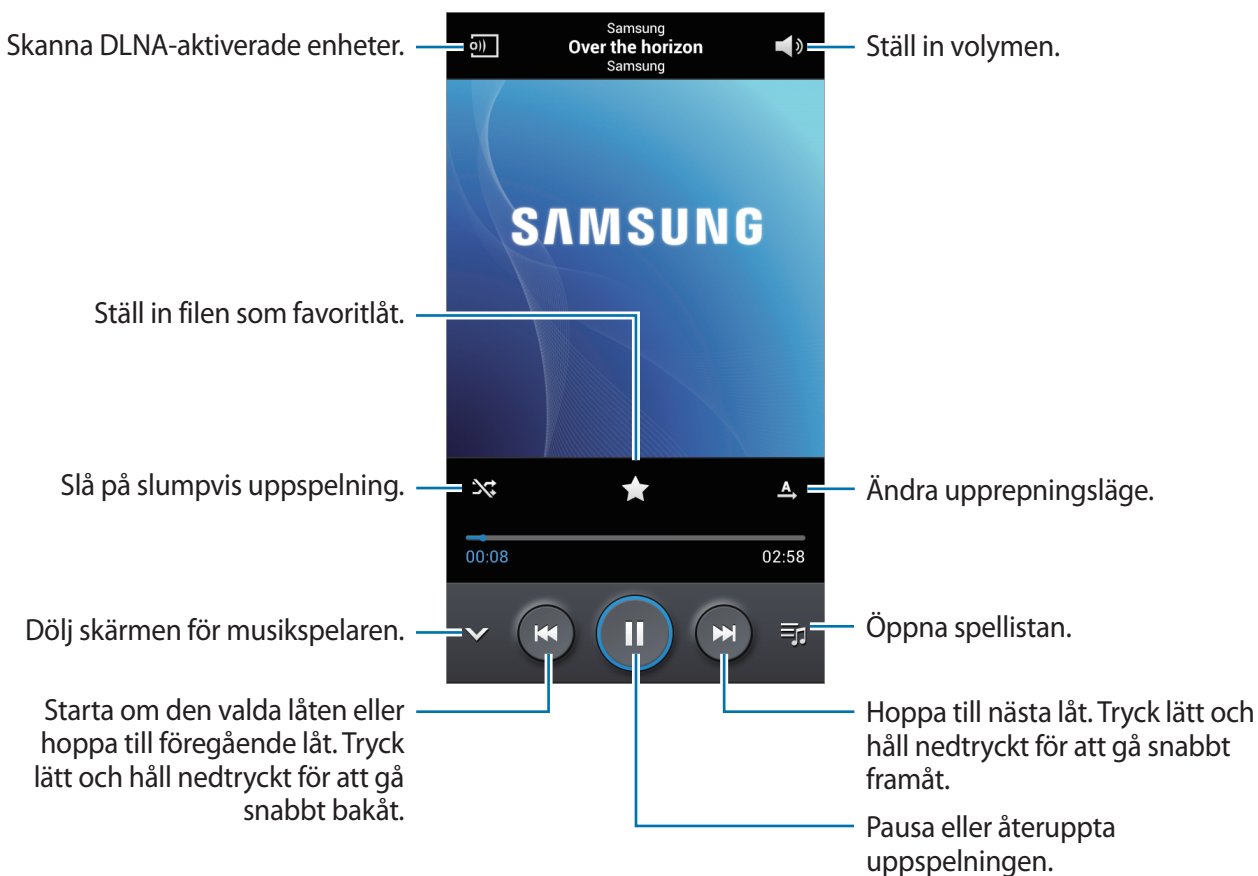 Skanna DLNA-aktiverade enheter.
Samsung
Over the horizon
Samsung
Ställ in volymen.
SAMSUNG
Ställ in filen som favoritlåt.
Slå på slumpvis uppspelning.
A
Ändra upprepningsläge.
00:08
02:58
Dölj skärmen för musikspelaren.
Öppna spellistan.
Starta om den valda låten eller
hoppa till föregående låt. Tryck
lätt och håll nedtryckt för att gå
snabbt bakåt.
Hoppa till nästa låt. Tryck lätt och
håll nedtryckt för att gå snabbt
framåt.
Pausa eller återuppta
uppspelningen.